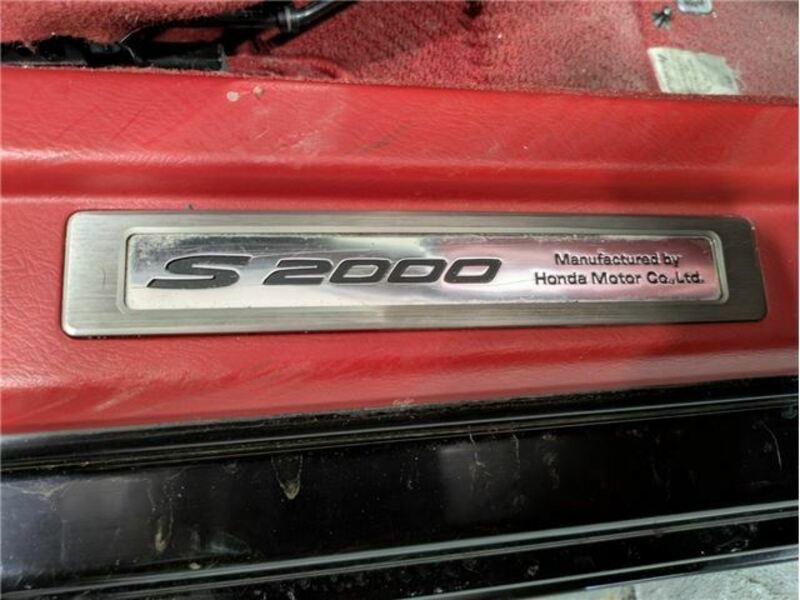 S2000
Manufactured by
Honda Motor Co.,Ltd.